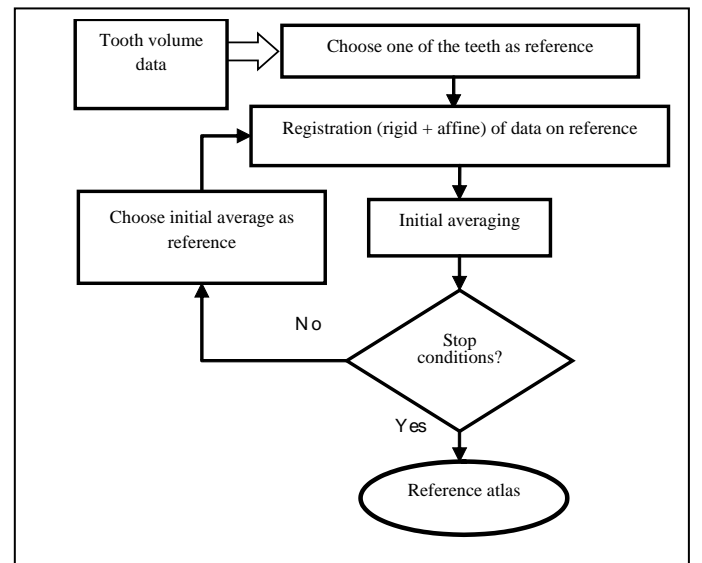 Tooth volume
data
Choose one of the teeth as reference
Registration (rigid + affine) of data on reference
Choose initial average as
reference
Initial averaging
No
Stop
conditions?
Yes
Reference atlas